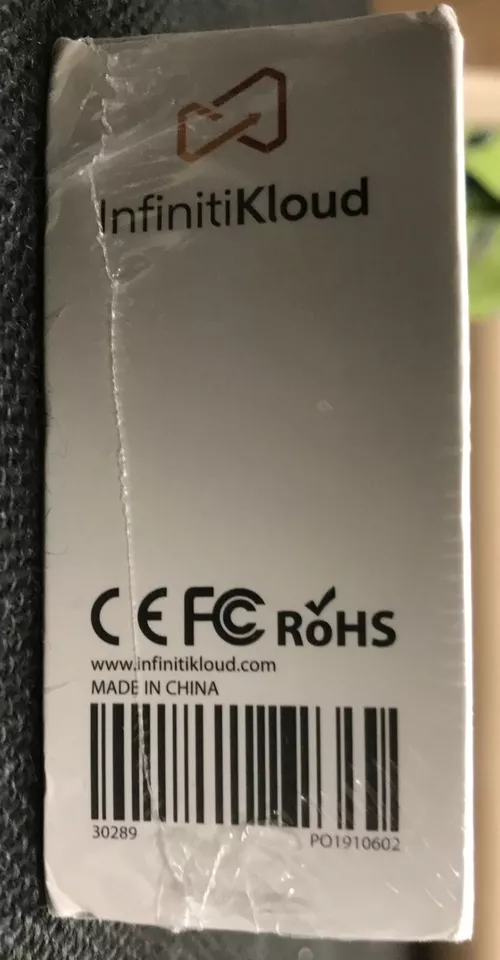 InfinitiKloud
CE FC RoHS
www.infinitikloud.com
MADE IN CHINA
30289 PO1910602